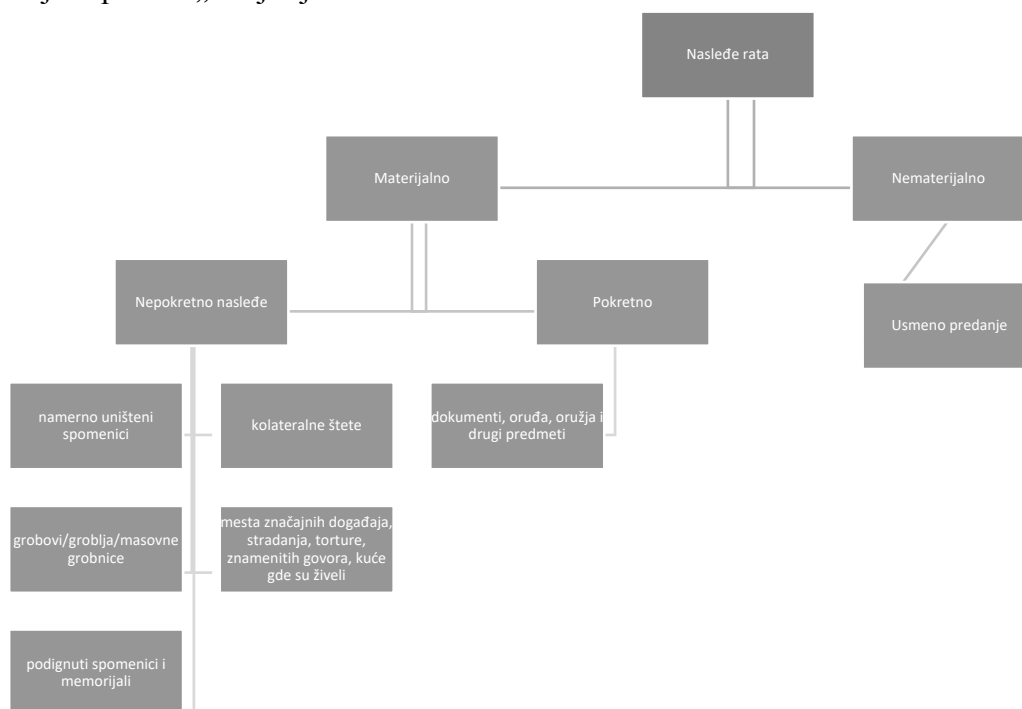 Nasleđe rata
Materijalno
Nematerijalno
Nepokretno nasleđe
Pokretno
Usmeno predanje
namerno uništeni
spomenici
kolateralne štete
dokumenti, oruđa, oružja i
drugi predmeti
grobovi/groblja/masovne
grobnice
mesta značajnih događaja,
stradanja, torture,
znamenitih govora, kuće
gde su živeli
podignuti spomenici i
memorijali